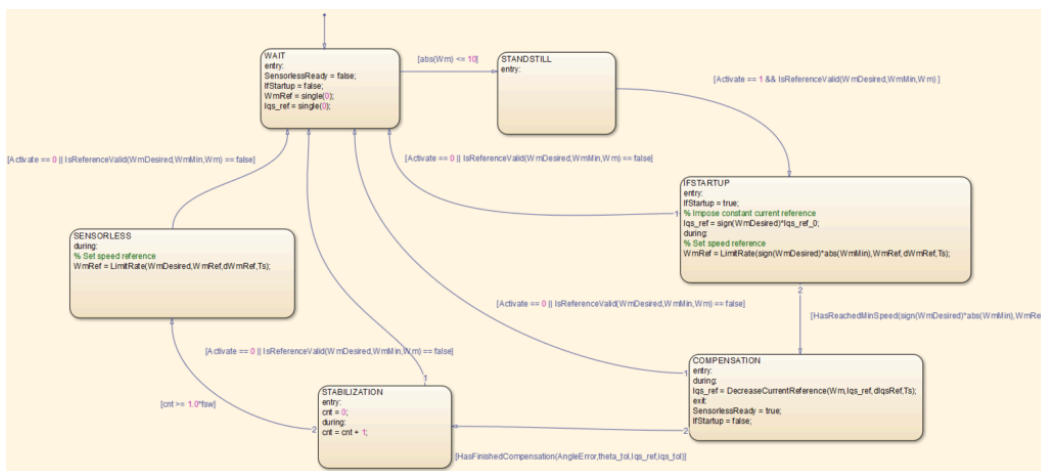 WAIT
entry:
SensorlessReady = false;
IfStartup = false;
WmRef = single(0);
Iqs_ref = single(0);
[abs(Wm) <= 10]
STANDSTILL
entry:
[Activate == 1 && IsReferenceValid(WmDesired,WmMin,Wm) ]
[Activate == 0 || IsReferenceValid(WmDesired,WmMin,Wm) == false]
[Activate == 0 || IsReferenceValid(WmDesired,WmMin,Wm) == false]
IFSTARTUP
entry:
IfStartup = true;
% Impose constant current reference
Iqs_ref = sign(WmDesired)*Iqs_ref_0;
during:
% Set speed reference
WmRef = LimitRate(sign(WmDesired)*abs(WmMin),WmRef,dWmRef,Ts);
1
2
SENSORLESS
during:
% Set speed reference
WmRef = LimitRate(WmDesired,WmRef,dWmRef,Ts);
[Activate == 0 || IsReferenceValid(WmDesired,WmMin,Wm) == false]
[HasReachedMinSpeed(sign(WmDesired)*abs(WmMin),WmRe
[Activate == 0 || IsReferenceValid(WmDesired,WmMin,Wm) == false]
COMPENSATION
entry:
during:
Iqs_ref = DecreaseCurrentReference(Wm,Iqs_ref,dIqsRef,Ts);
exit:
SensorlessReady = true;
IfStartup = false;
1
2
1
STABILIZATION
entry:
cnt = 0;
during:
cnt = cnt + 1;
2
[cnt >= 1.0*fsw]
[HasFinishedCompensation(AngleError,theta_tol,Iqs_ref,iqs_tol)]